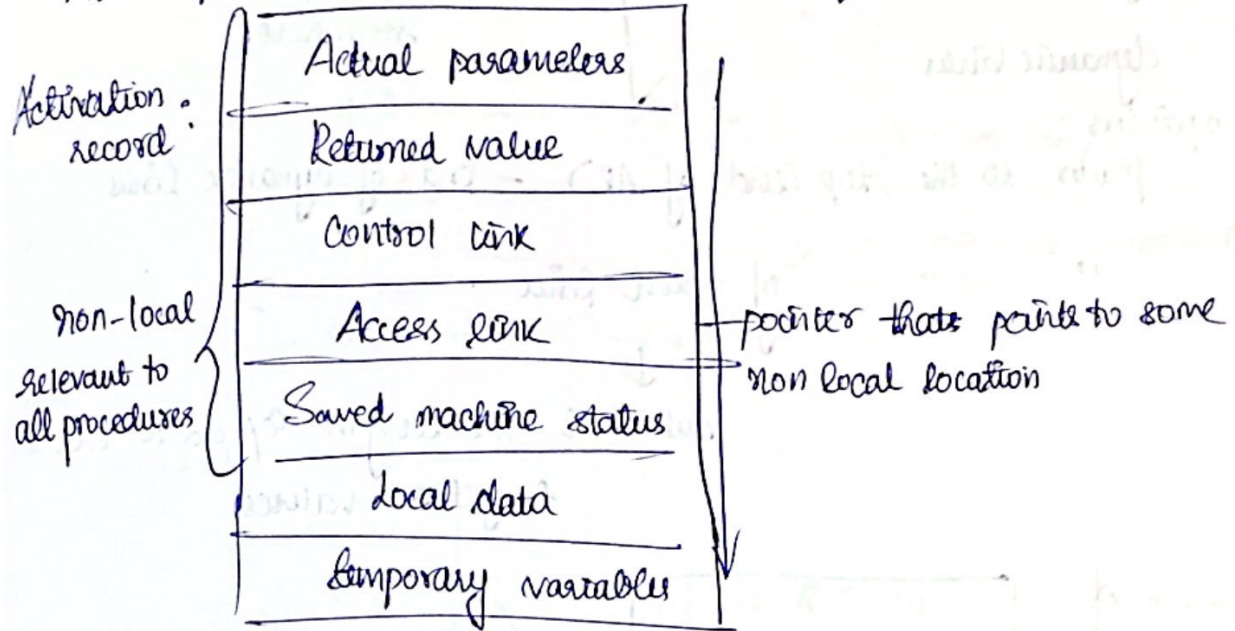 Actual parameters
Activation :
record
Returned value
Control link
Access link
non-local
relevant to
all procedures
pointer thats points to some
non local location
Saved machine status
Local data
temporary variables